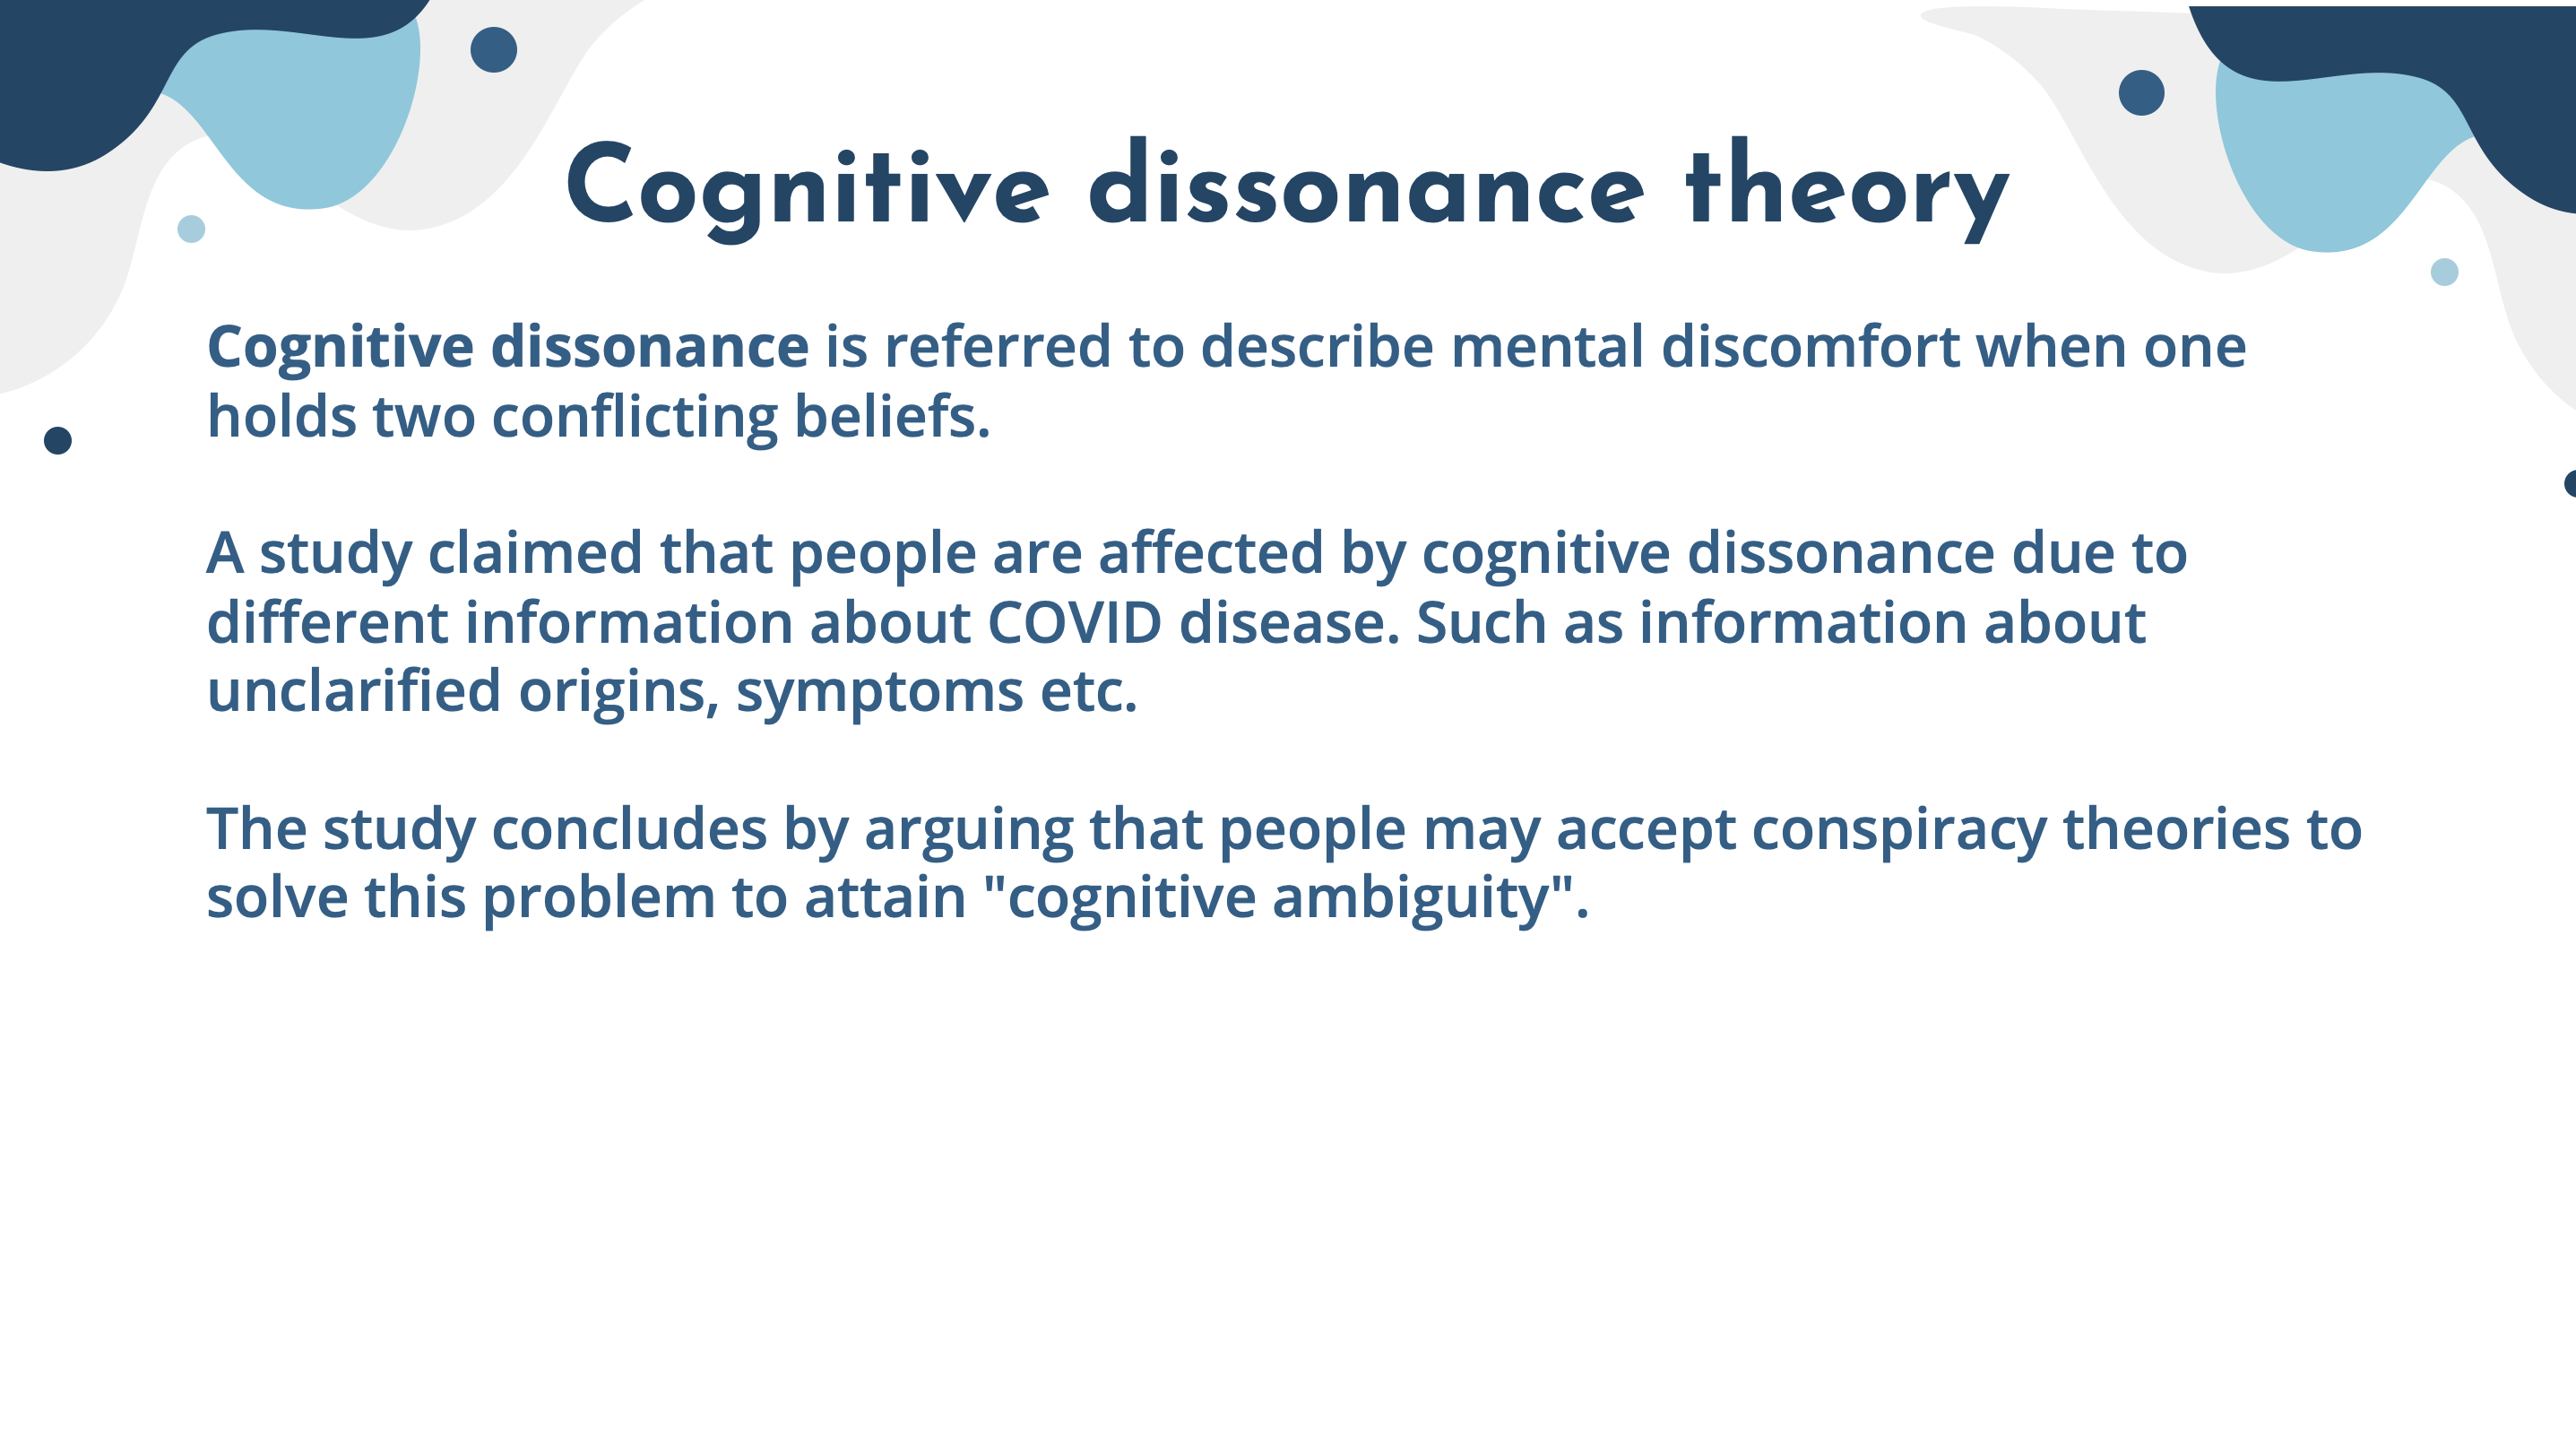 Cognitive dissonance theory
Cognitive dissonance is referred to describe mental discomfort when one
holds two conflicting beliefs.
A study claimed that people are affected by cognitive dissonance due to
different information about COVID disease. Such as information about
unclarified origins, symptoms etc.
The study concludes by arguing that people may accept conspiracy theories to
solve this problem to attain "cognitive ambiguity".